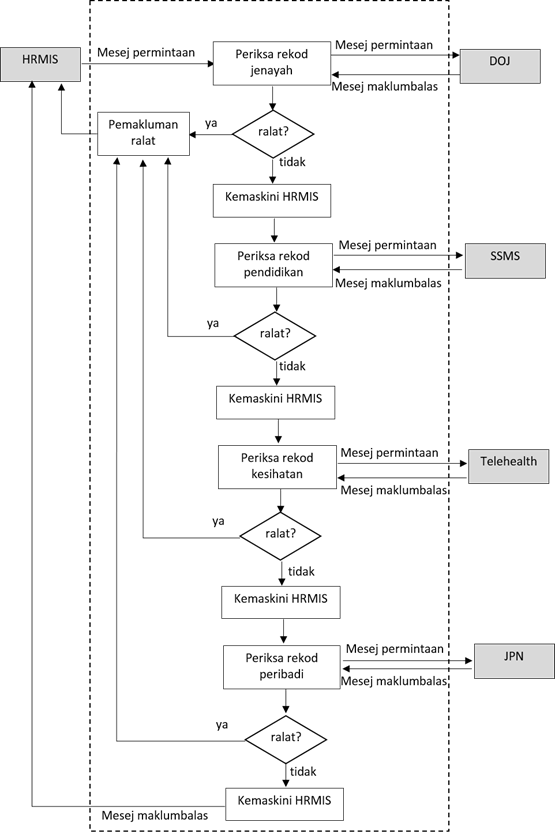 HRMIS
Mesej permintaan
Periksa rekod
jenayah
Mesej permintaan
Mesej maklumbalas
DOJ
Pemakluman
ralat
ya
ralat?
tidak
Kemaskini HRMIS
Periksa rekod
pendidikan
Mesej permintaan
Mesej maklumbalas
SSMS
ya
ralat?
tidak
Kemaskini HRMIS
Periksa rekod
kesihatan
Mesej permintaan
Mesej maklumbalas
Telehealth
ya
ralat?
tidak
Kemaskini HRMIS
Periksa rekod
peribadi
Mesej permintaan
Mesej maklumbalas
JPN
ya
ralat?
tidak
Kemaskini HRMIS
Mesej maklumbalas